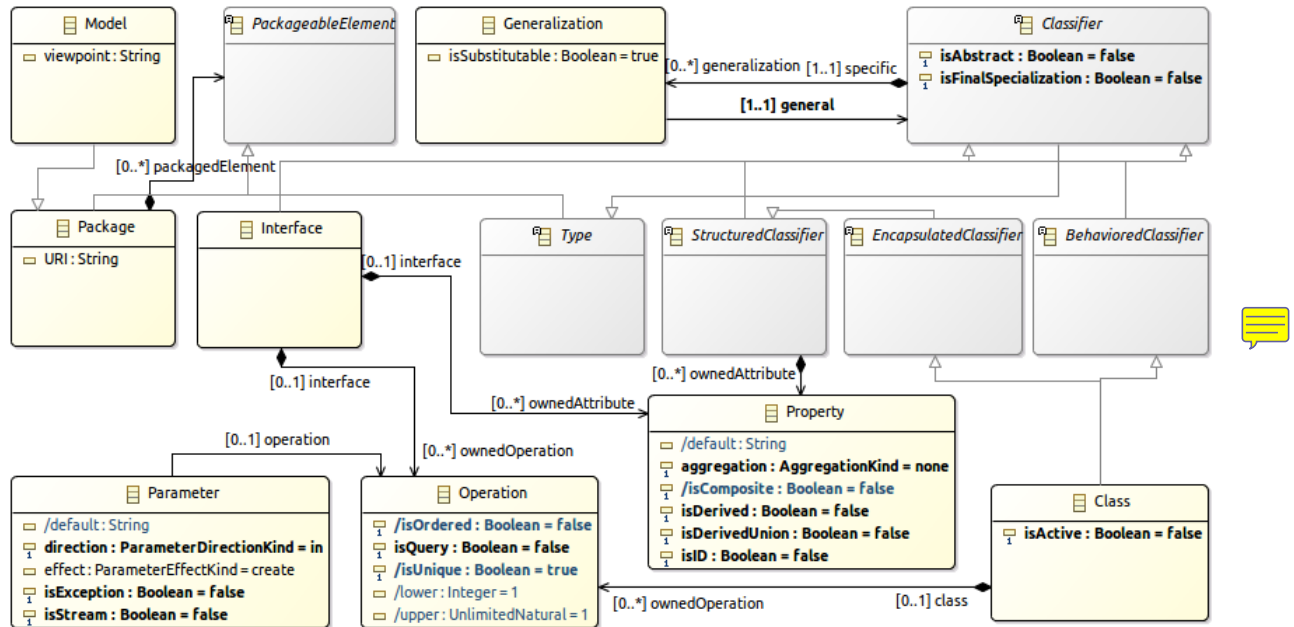 Model
viewpoint : String
PackageableElement
Generalization
isSubstitutable : Boolean = true
Classifier
isAbstract : Boolean = false
isFinalSpecialization : Boolean = false
[0..*] generalization
[1..1] specific
[1..1] general
[0..*] packagedElement
Package
URI : String
Interface
Type
StructuredClassifier
EncapsulatedClassifier
BehavioredClassifier
[0..1] interface
[0..1] interface
[0..*] ownedAttribute
[0..*] ownedAttribute
[0..1] operation
[0..*] ownedOperation
Property
/default : String
aggregation : AggregationKind = none
/isComposite : Boolean = false
isDerived : Boolean = false
isDerivedUnion : Boolean = false
isID : Boolean = false
Parameter
/default : String
direction : ParameterDirectionKind = in
effect : ParameterEffectKind = create
isException : Boolean = false
isStream : Boolean = false
Operation
/isOrdered : Boolean = false
isQuery : Boolean = false
/isUnique : Boolean = true
/lower : Integer = 1
/upper : UnlimitedNatural = 1
Class
isActive : Boolean = false
[0..*] ownedOperation
[0..1] class